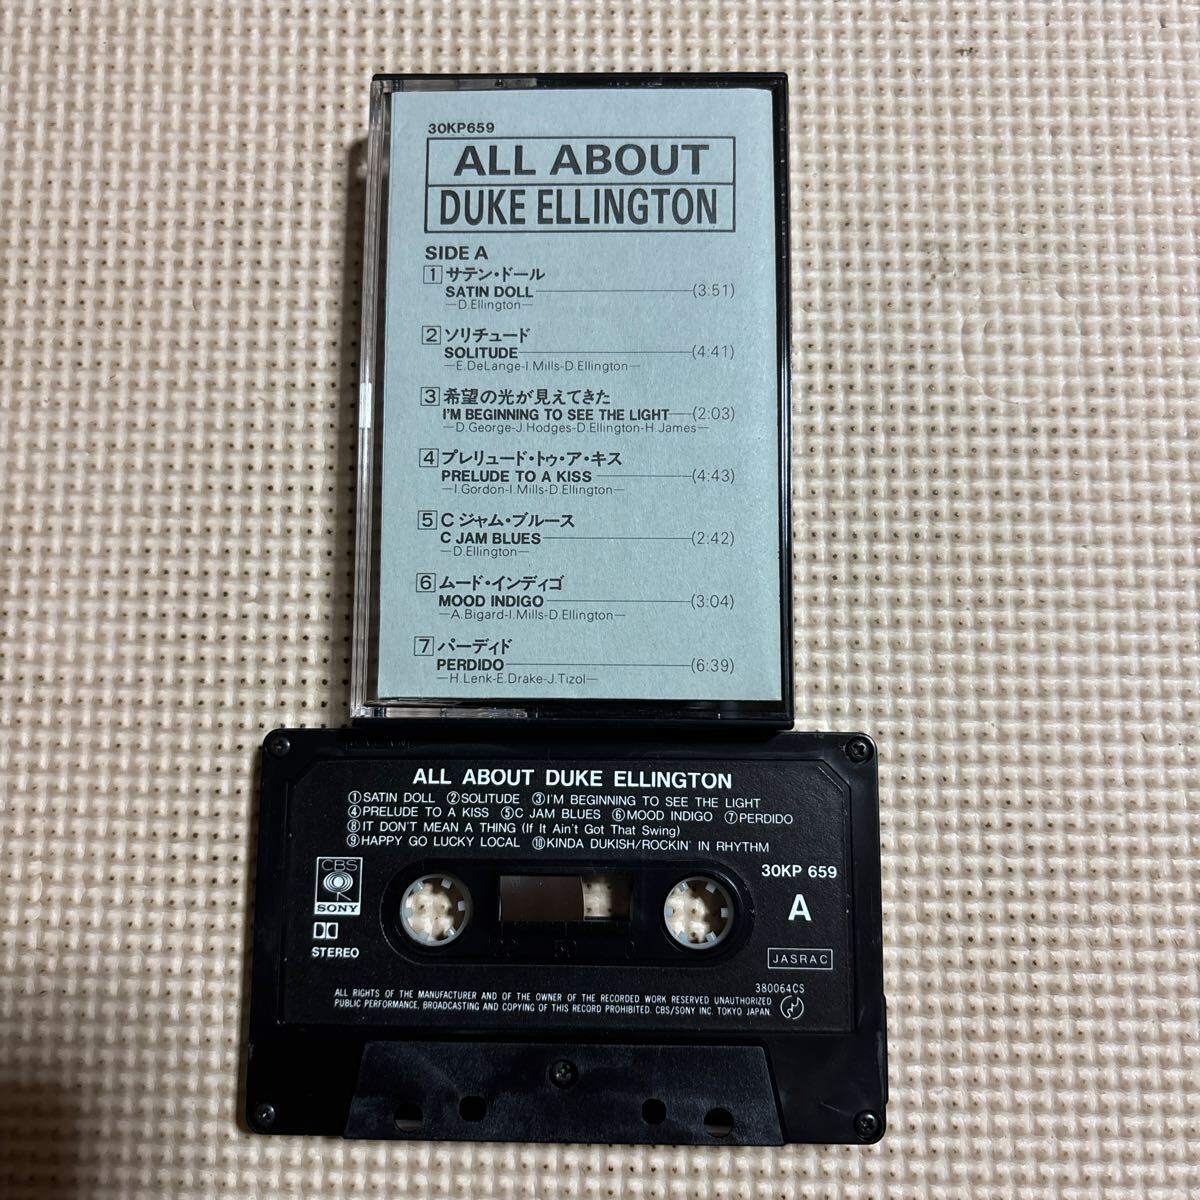 30KP659
ALL ABOUT
DUKE ELLINGTON
SIDE A
1 サテン・ドール
SATIN DOLL (3:51)
—D.Ellington—
2 ソリチュード
SOLITUDE (4:41)
—E.DeLange-I.Mills-D.Ellington—
3 希望の光が見えてきた
I'M BEGINNING TO SEE THE LIGHT (2:03)
—D.George-J.Hodges-D.Ellington-H.James—
4 プレリュード・トゥ・ア・キス
PRELUDE TO A KISS (4:43)
—I.Gordon-I.Mills-D.Ellington—
5 C ジャム・ブルース
C JAM BLUES (2:42)
—D.Ellington—
6 ムード・インディゴ
MOOD INDIGO (3:04)
—A.Bigard-I.Mills-D.Ellington—
7 パーディド
PERDIDO (6:39)
—H.Lenk-E.Drake-J.Tizol—
ALL ABOUT DUKE ELLINGTON
①SATIN DOLL ②SOLITUDE ③I'M BEGINNING TO SEE THE LIGHT
④PRELUDE TO A KISS ⑤C JAM BLUES ⑥MOOD INDIGO ⑦PERDIDO
⑧IT DON'T MEAN A THING (If It Ain't Got That Swing)
⑨HAPPY GO LUCKY LOCAL ⑩KINDA DUKISH/ROCKIN' IN RHYTHM
CBS
SONY
30KP 659
A
STEREO
JASRAC
380064CS
ALL RIGHTS OF THE MANUFACTURER AND OF THE OWNER OF THE RECORDED WORK RESERVED UNAUTHORIZED
PUBLIC PERFORMANCE, BROADCASTING AND COPYING OF THIS RECORD PROHIBITED. CBS/SONY INC. TOKYO JAPAN.